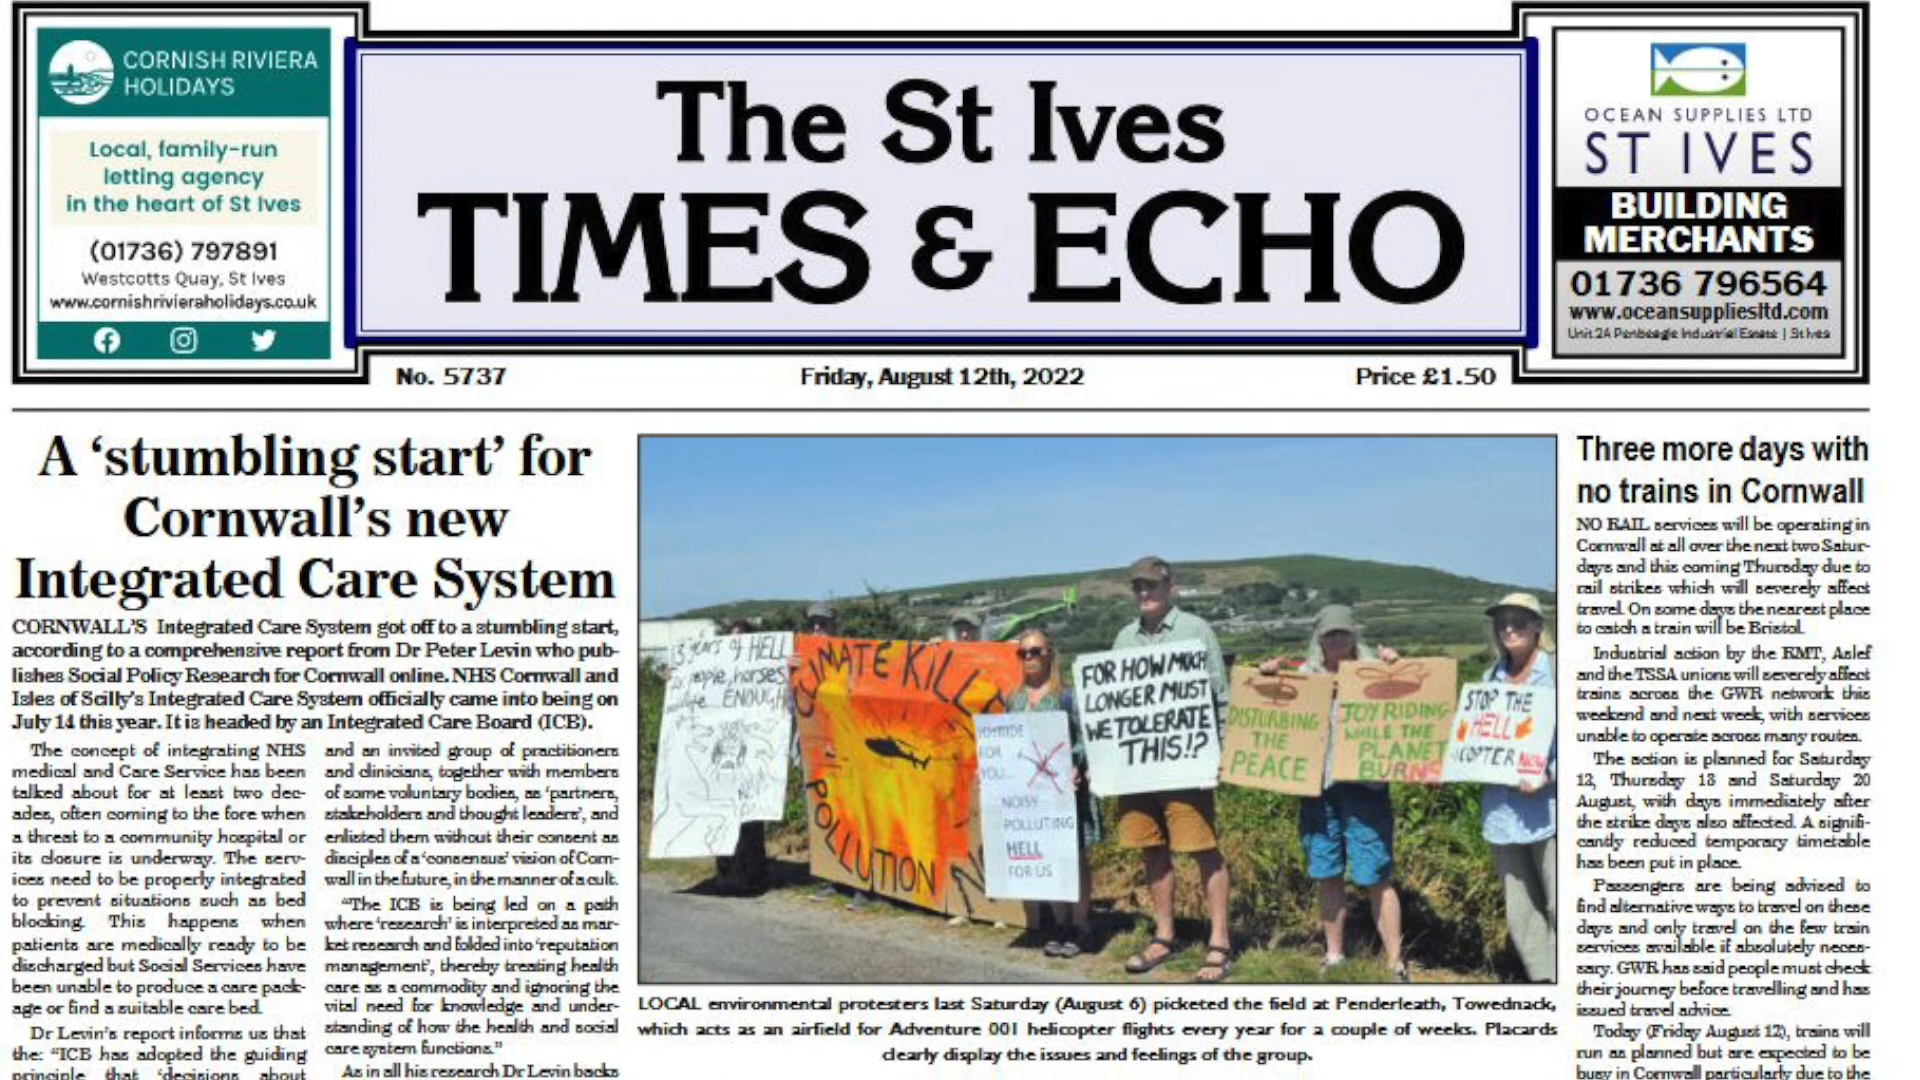 CORNISH RIVIERA
HOLIDAYS
Local, family-run
letting agency
in the heart of St Ives
(01736) 797891
Westcotts Quay, St Ives
www.cornishrivieraholidays.co.uk
The St Ives
TIMES & ECHO
OCEAN SUPPLIES LTD
ST IVES
BUILDING
MERCHANTS
01736 796564
www.oceansuppliesltd.com
Unit 2A Penbeagle Industrial Estate | St Ives
No. 5737
Friday, August 12th, 2022
Price £1.50
A ‘stumbling start’ for
Cornwall’s new
Integrated Care System
CORNWALL’S Integrated Care System got off to a stumbling start,
according to a comprehensive report from Dr Peter Levin who pub-
lishes Social Policy Research for Cornwall online. NHS Cornwall and
Isles of Scilly’s Integrated Care System officially came into being on
July 14 this year. It is headed by an Integrated Care Board (ICB).
The concept of integrating NHS
medical and Care Service has been
talked about for at least two dec-
ades, often coming to the fore when
a threat to a community hospital or
its closure is underway. The serv-
ices need to be properly integrated
to prevent situations such as bed
blocking. This happens when
patients are medically ready to be
discharged but Social Services have
been unable to produce a care pack-
age or find a suitable care bed.
Dr Levin’s report informs us that
the: “ICB has adopted the guiding
principle that ‘decisions about
and an invited group of practitioners
and clinicians, together with members
of some voluntary bodies, as ‘partners,
stakeholders and thought leaders’, and
enlisted them without their consent as
disciples of a ‘consensus’ vision of Corn-
wall in the future, in the manner of a cult.
“The ICB is being led on a path
where ‘research’ is interpreted as mar-
ket research and folded into ‘reputation
management’, thereby treating health
care as a commodity and ignoring the
vital need for knowledge and under-
standing of how the health and social
care system functions.”
As in all his research Dr Levin backs
13 years of HELL
people, horses
ENOUGH
CLIMATE KILLE
POLLUTION
JOYRIDE
FOR
YOU...
NOISY
POLLUTING
HELL
FOR US
FOR HOW MUCH
LONGER MUST
WE TOLERATE
THIS!?
DISTURBING
THE
PEACE
JOY RIDING
WHILE THE
PLANET
BURNS
STOP THE
HELL
ICOPTER NOW
LOCAL environmental protesters last Saturday (August 6) picketed the field at Penderleath, Towednack,
which acts as an airfield for Adventure 001 helicopter flights every year for a couple of weeks. Placards
clearly display the issues and feelings of the group.
Three more days with
no trains in Cornwall
NO RAIL services will be operating in
Cornwall at all over the next two Satur-
days and this coming Thursday due to
rail strikes which will severely affect
travel. On some days the nearest place
to catch a train will be Bristol.
Industrial action by the RMT, Aslef
and the TSSA unions will severely affect
trains across the GWR network this
weekend and next week, with services
unable to operate across many routes.
The action is planned for Saturday
13, Thursday 18 and Saturday 20
August, with days immediately after
the strike days also affected. A signifi-
cantly reduced temporary timetable
has been put in place.
Passengers are being advised to
find alternative ways to travel on these
days and only travel on the few train
services available if absolutely neces-
sary. GWR has said people must check
their journey before travelling and has
issued travel advice.
Today (Friday August 12), trains will
run as planned but are expected to be
busy in Cornwall particularly due to the